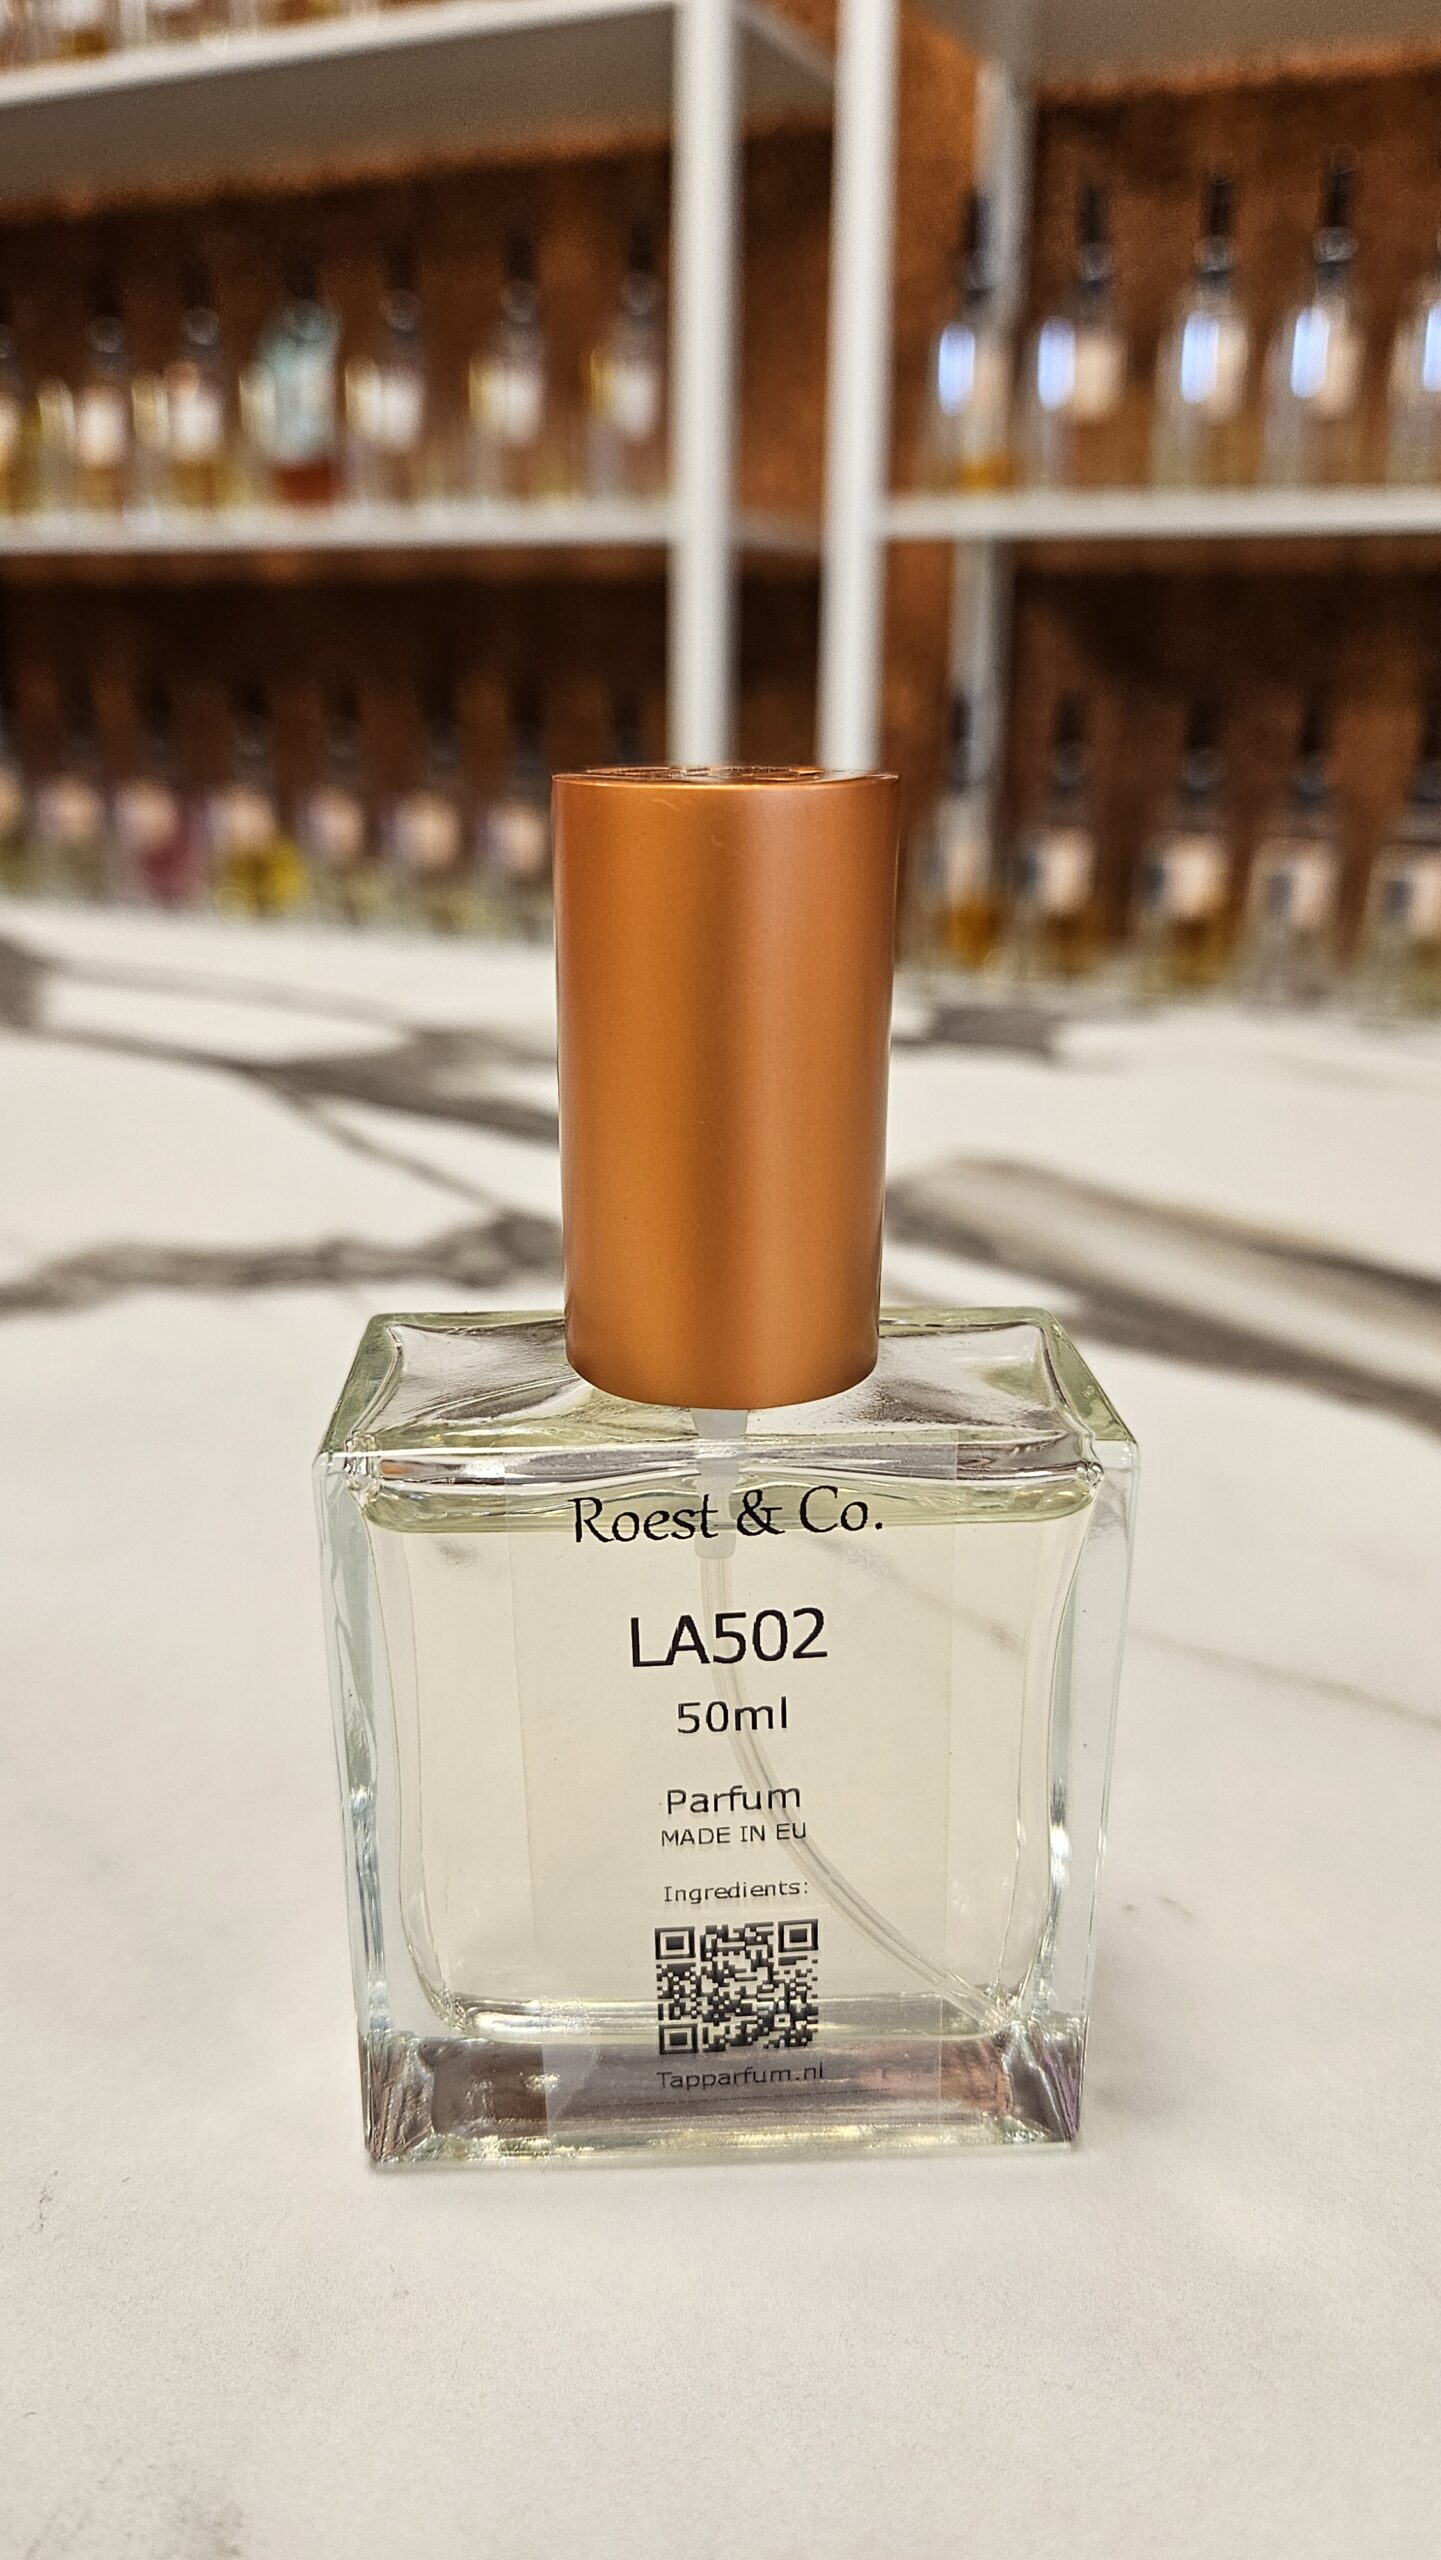 Roest & Co.
LA502
50ml
Parfum
MADE IN EU
Ingredients:
Tapparfum.nl